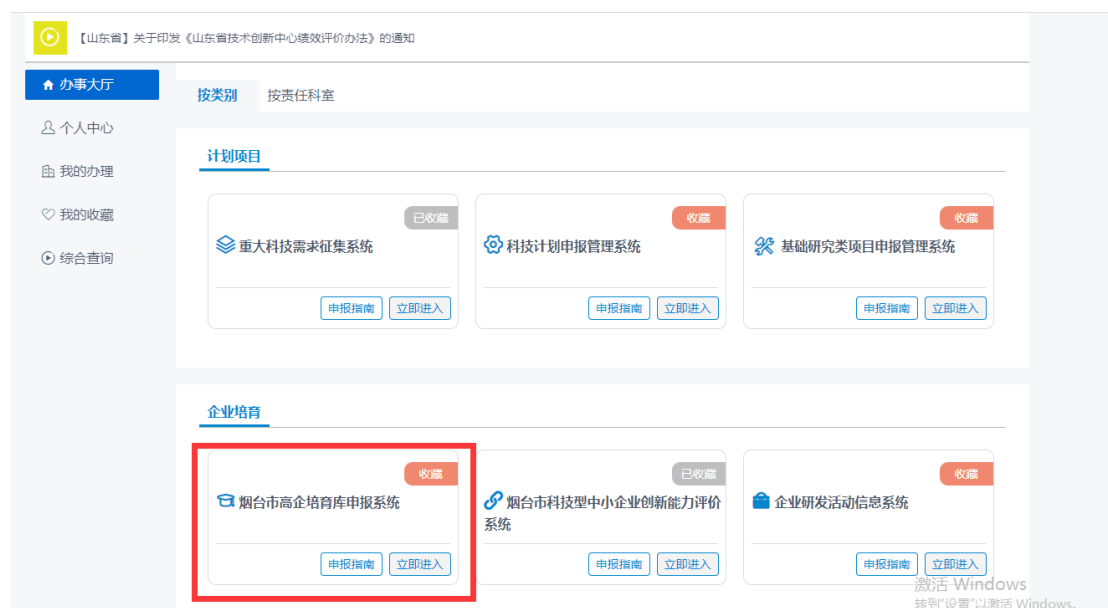 【山东省】关于印发《山东省技术创新中心绩效评价办法》的通知
办事大厅
按类别 按责任科室
个人中心
我的办理
我的收藏
综合查询
计划项目
已收藏
重大科技需求征集系统
申报指南 立即进入
收藏
科技计划申报管理系统
申报指南 立即进入
收藏
基础研究类项目申报管理系统
申报指南 立即进入
企业培育
收藏
烟台市高企培育库申报系统
申报指南 立即进入
已收藏
烟台市科技型中小企业创新能力评价
系统
申报指南 立即进入
收藏
企业研发活动信息系统
申报指南 立即进入
激活 Windows
转到"设置"以激活 Windows。